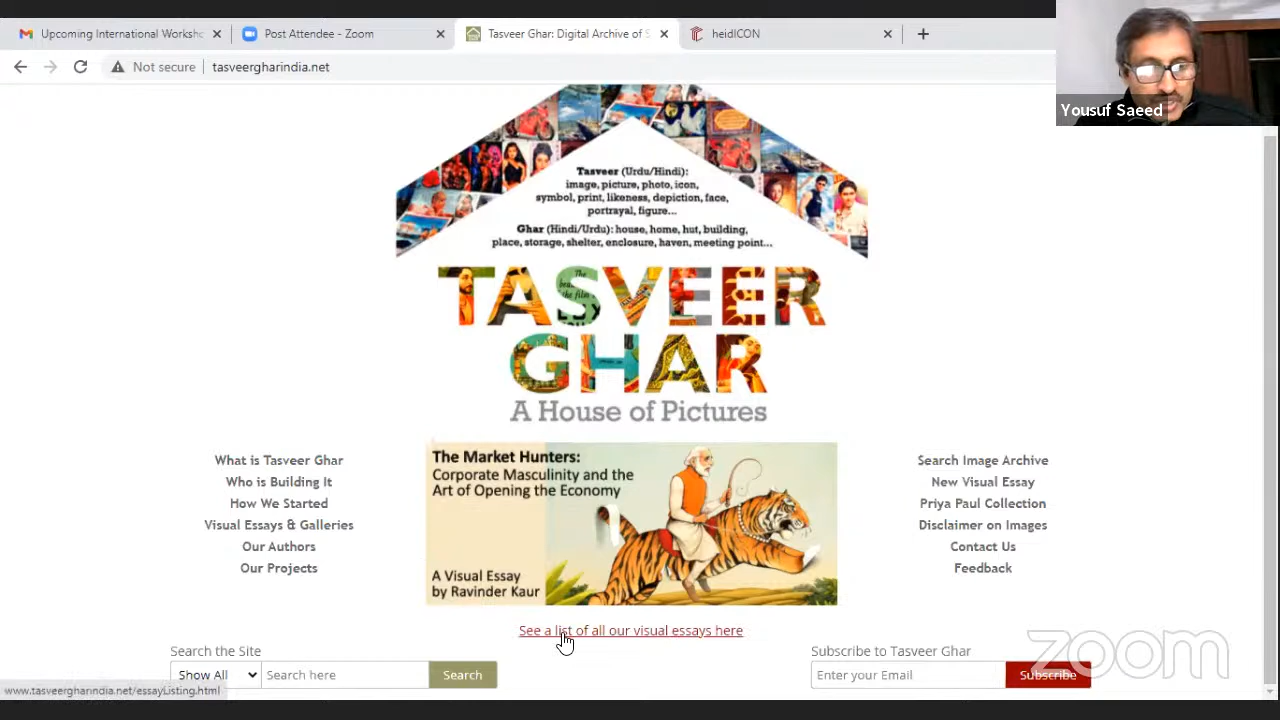 Upcoming International Worksho
Post Attendee - Zoom
Tasveer Ghar: Digital Archive of S
heidICON
Not secure
tasveergharindia.net
Yousuf Saeed
Tasveer (Urdu/Hindi):
image, picture, photo, icon,
symbol, print, likeness, depiction, face,
portrayal, figure...
Ghar (Hindi/Urdu): house, home, hut, building,
place, storage, shelter, enclosure, haven, meeting point...
TASVEER
GHAR
A House of Pictures
What is Tasveer Ghar
Who is Building It
How We Started
Visual Essays & Galleries
Our Authors
Our Projects
The Market Hunters:
Corporate Masculinity and the
Art of Opening the Economy
A Visual Essay
by Ravinder Kaur
Search Image Archive
New Visual Essay
Priya Paul Collection
Disclaimer on Images
Contact Us
Feedback
See a list of all our visual essays here
Search the Site
Show All
Search here
Search
Subscribe to Tasveer Ghar
Enter your Email
Subscribe
zoom
www.tasveergharindia.net/essayListing.html